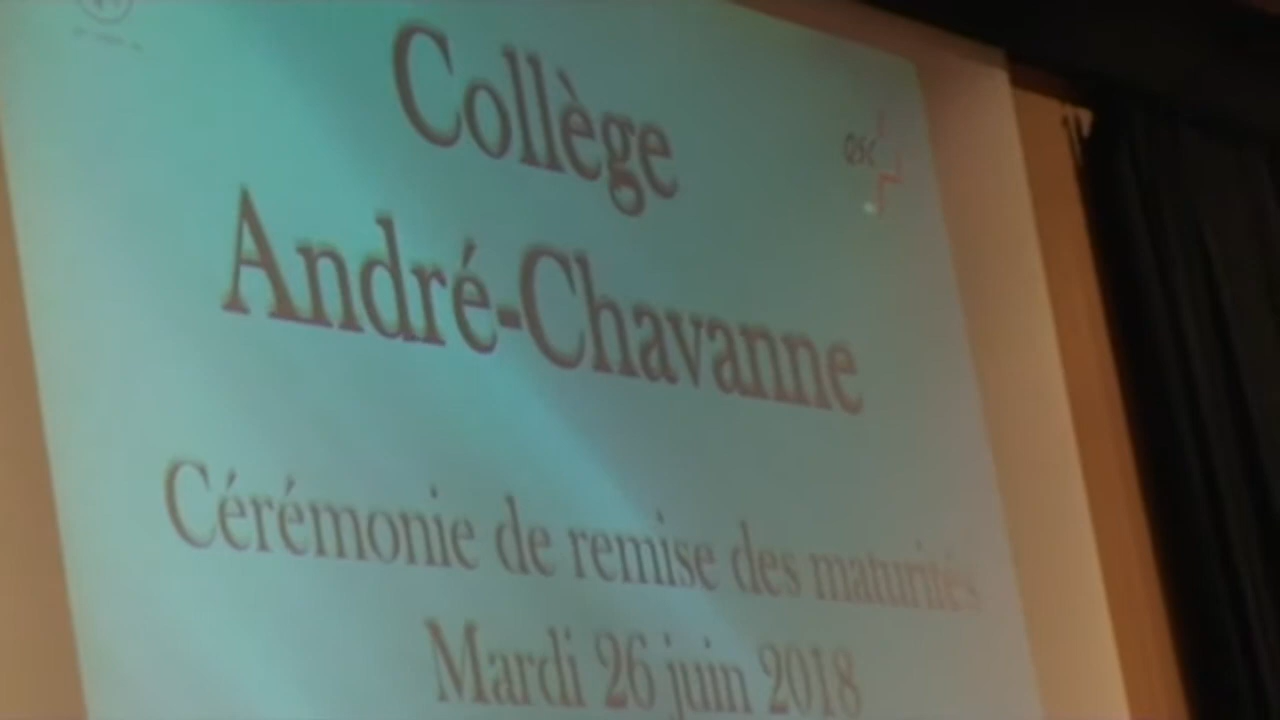 Collège
André-Chavanne
Cérémonie de remise des maturités
Mardi 26 juin 2018